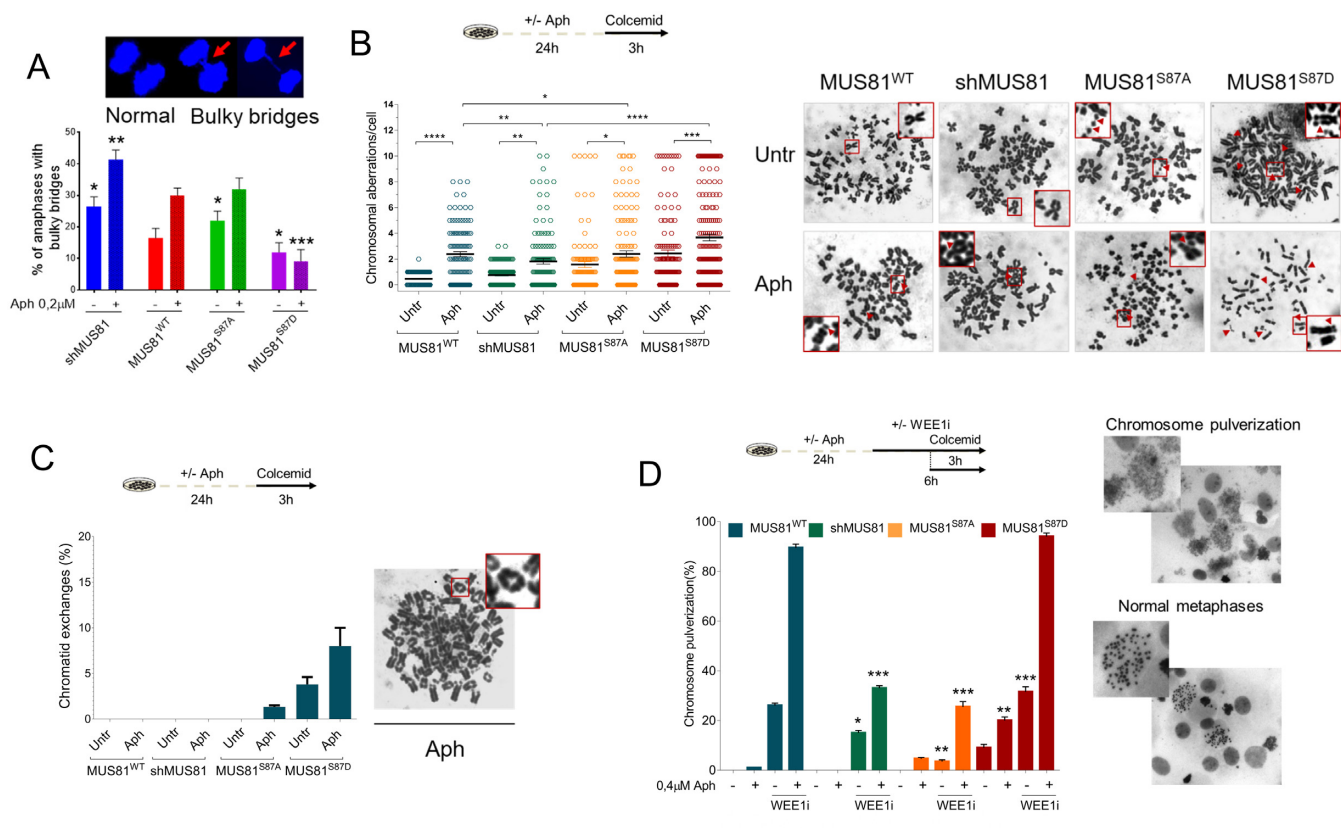 A
Normal Bulky bridges
% of anaphases with
bulky bridges
50
40
30
20
10
0
* ** * * ***
Aph 0,2µM - + - + - + - +
shMUS81 MUS81WT MUS81S87A MUS81S87D
B
+/- Aph Colcemid
24h 3h
Chromosomal aberrations/cell
14
12
10
8
6
4
2
0
*
** ****
**** ** * ***
Untr Aph Untr Aph Untr Aph Untr Aph
MUS81WT shMUS81 MUS81S87A MUS81S87D
MUS81WT shMUS81 MUS81S87A MUS81S87D
Untr
Aph
C
+/- Aph Colcemid
24h 3h
Chromatid exchanges (%)
20
15
10
5
0
Untr Aph Untr Aph Untr Aph Untr Aph
MUS81WT shMUS81 MUS81S87A MUS81S87D
Aph
D
+/- WEE1i
+/- Aph Colcemid
24h 3h
6h
MUS81WT shMUS81 MUS81S87A MUS81S87D
Chromosome pulverization(%)
100
80
60
40
20
0
* *** ** *** ** ***
0,4µM Aph - + - + - + - + - + - + - + - +
WEE1i WEE1i WEE1i WEE1i
Chromosome pulverization
Normal metaphases